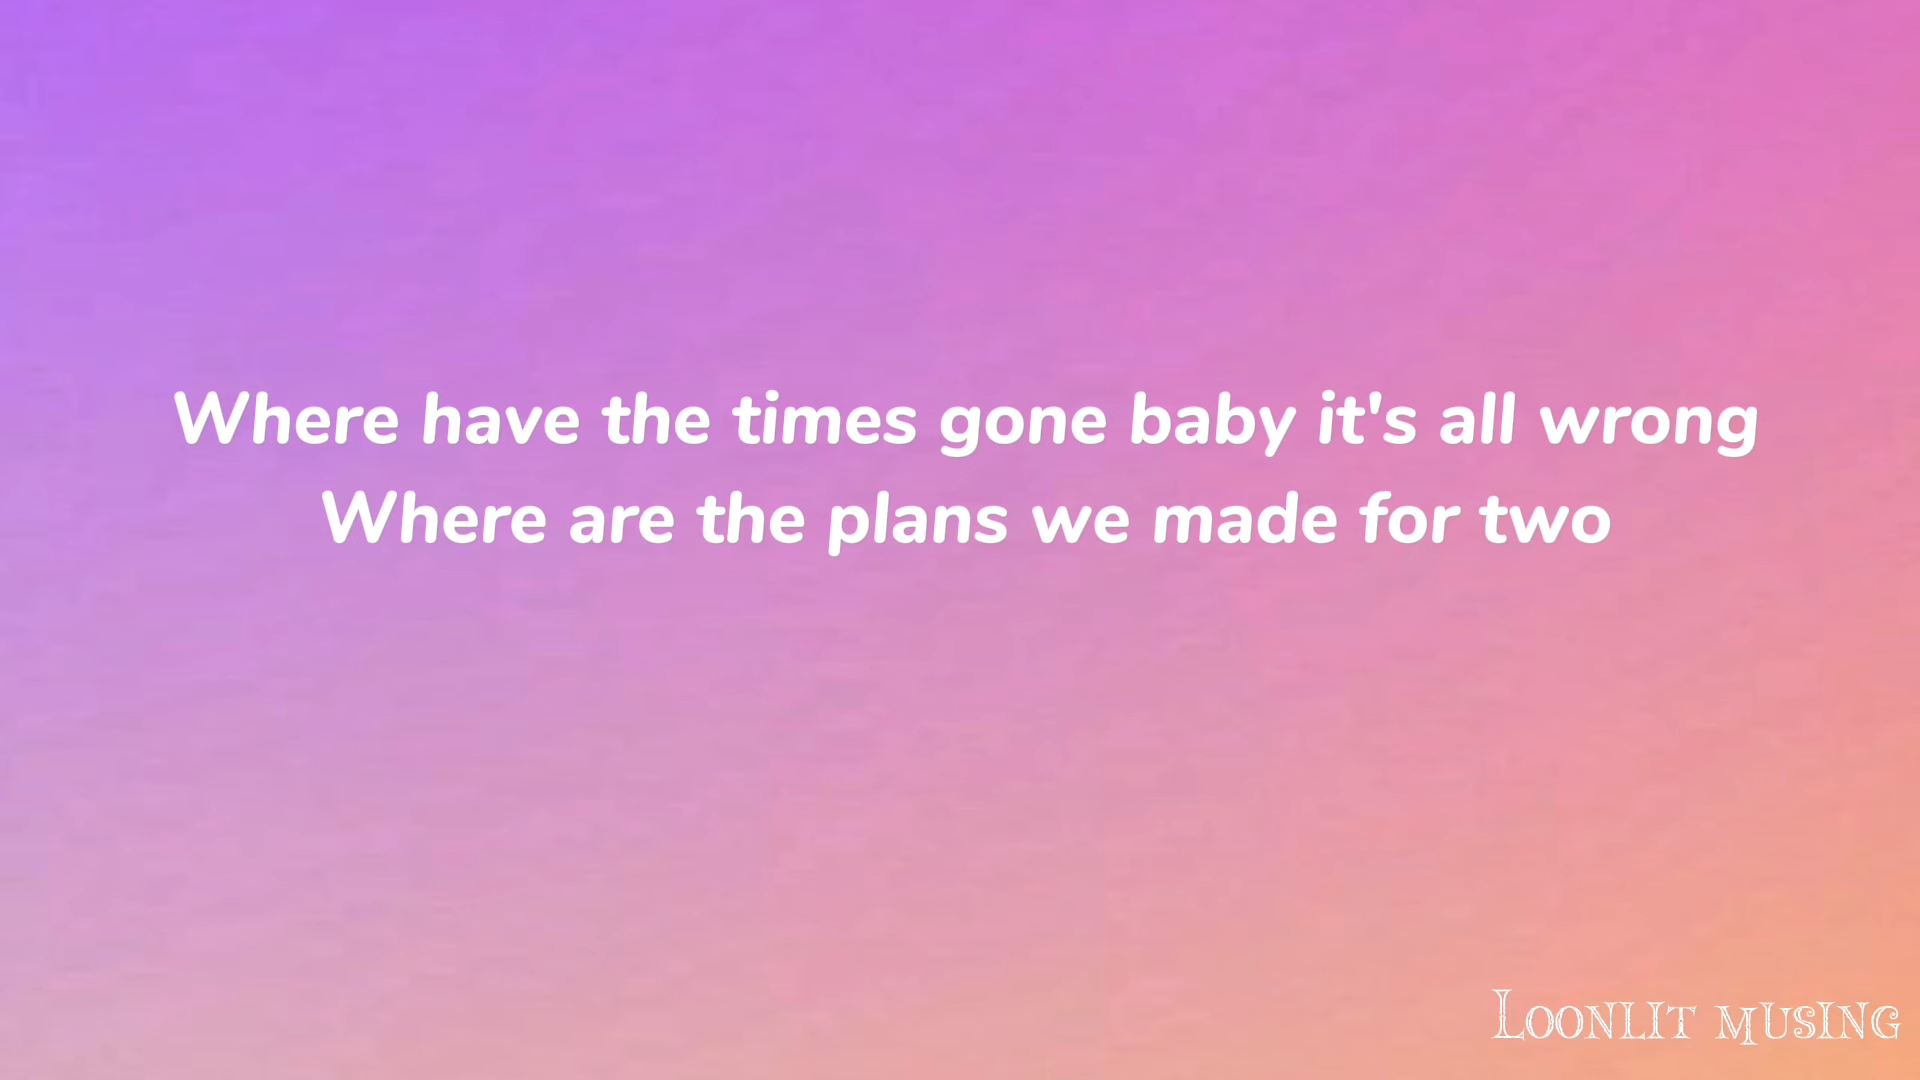 Where have the times gone baby it's all wrong
Where are the plans we made for two
Loonlit musing